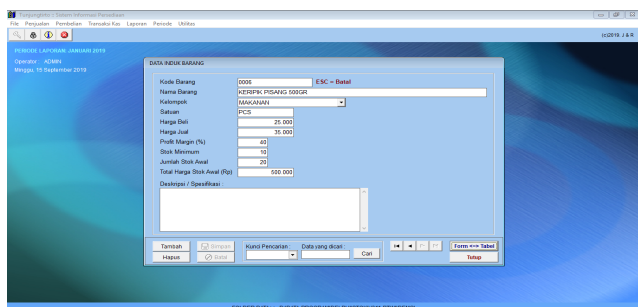 TunjungInfo :: Sistem Informasi Persediaan
File Penjualan Pembelian Transaksi Kas Laporan Periode Utilitas
(c)2019. J & R
PERIODE LAPORAN: JANUARI 2019
Operator : ADMIN
Minggu, 15 September 2019
DATA INDUK BARANG
Kode Barang 0006 ESC = Batal
Nama Barang KERIPIK PISANG 500GR
Kelompok MAKANAN
Satuan PCS
Harga Beli 25.000
Harga Jual 35.000
Profit Margin (%) 40
Stok Minimum 10
Jumlah Stok Awal 20
Total Harga Stok Awal (Rp) 500.000
Deskripsi / Spesifikasi :
Tambah Simpan Kunci Pencarian : Data yang dicari : Form <=> Tabel
Hapus Batal Cari Tutup